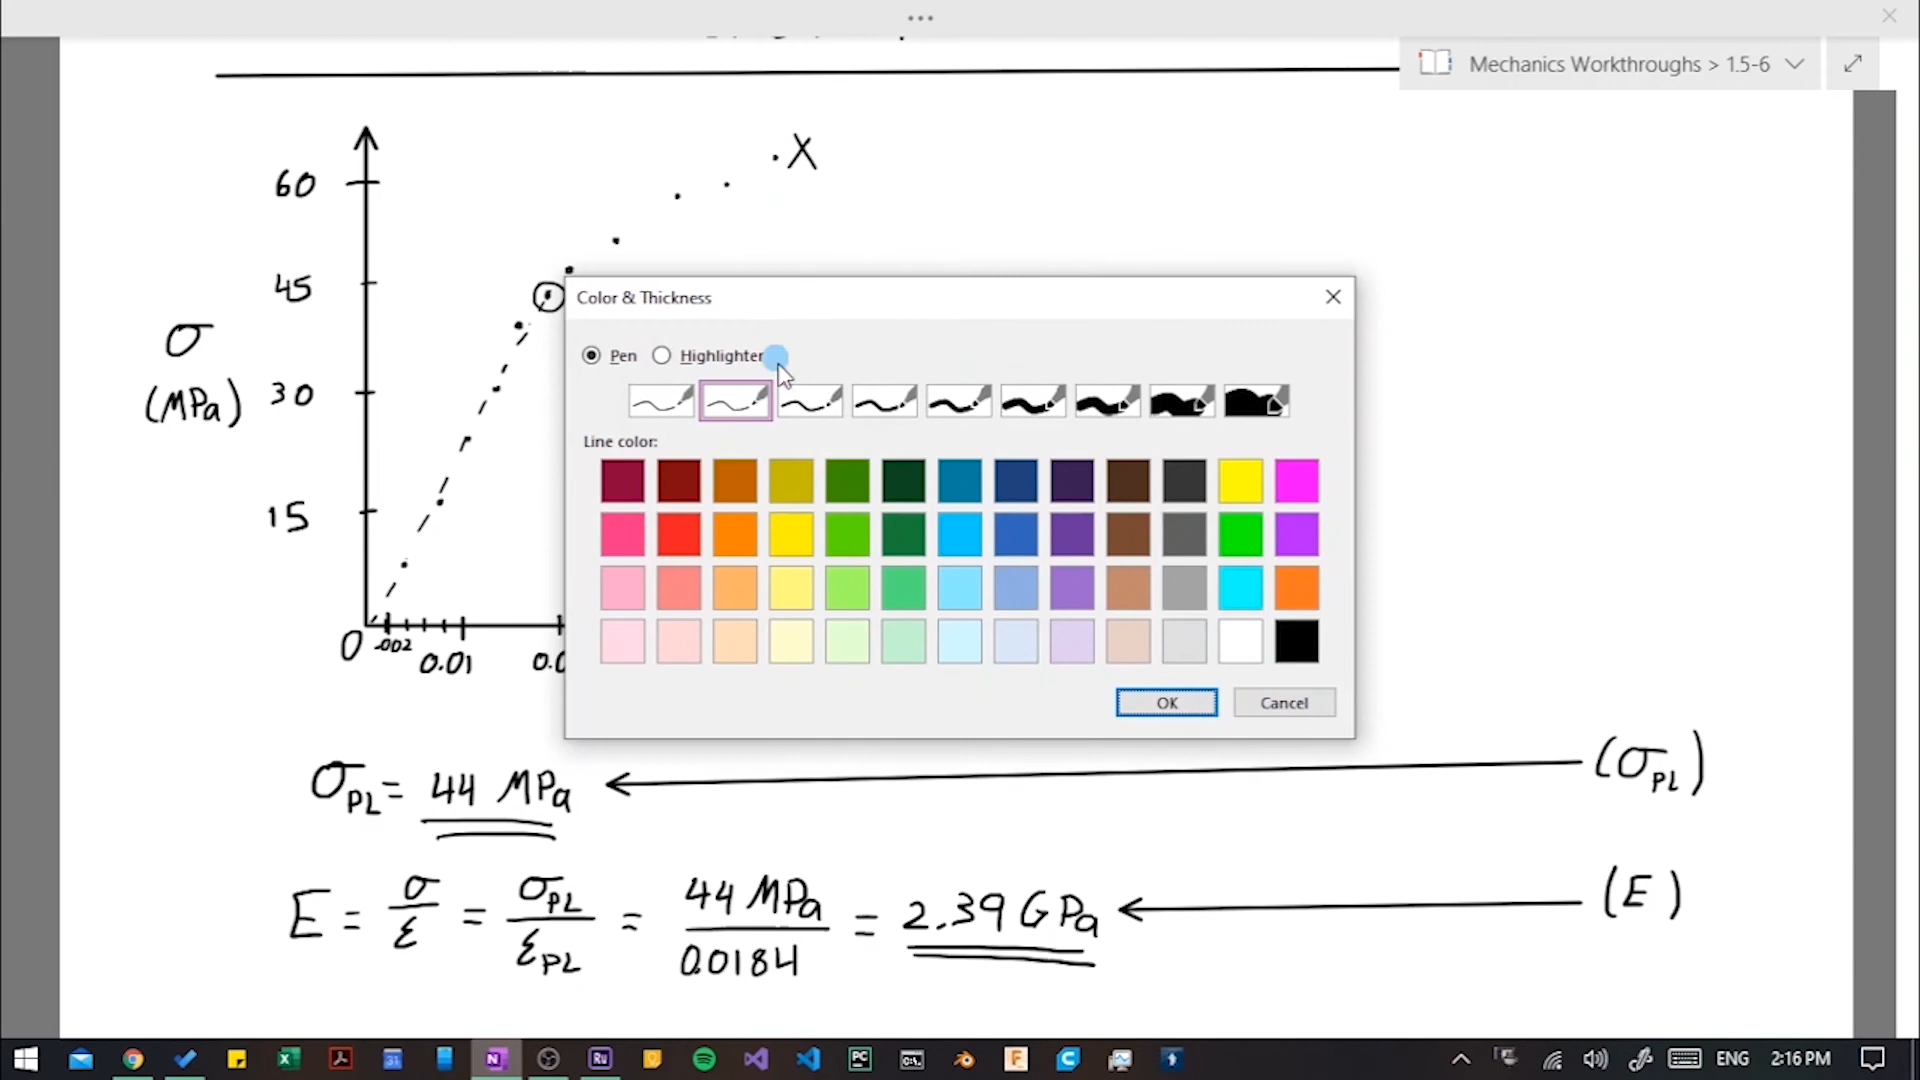 Mechanics Workthroughs > 1.5-6
X
60
45
σ
(MPa)
30
15
0
.002
0.01
Color & Thickness
Pen
Highlighter
Line color:
OK
Cancel
σPL = 44 MPa
(σPL)
E = σ/ε = σPL/εPL = 44 MPa/0.0184 = 2.39 GPa
(E)
ENG
2:16 PM